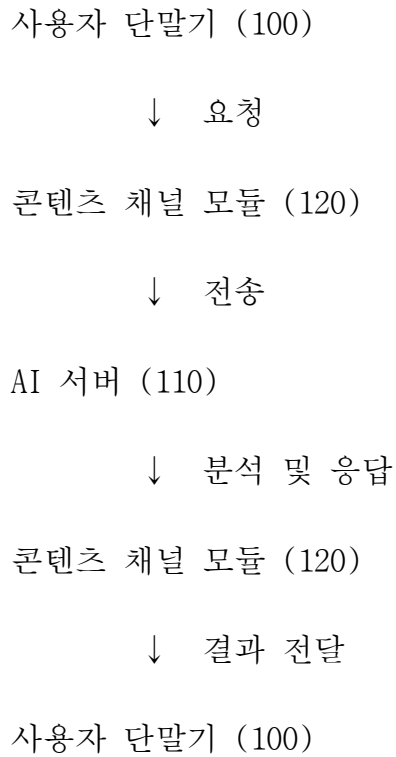 사용자 단말기 (100)
↓ 요청
콘텐츠 채널 모듈 (120)
↓ 전송
AI 서버 (110)
↓ 분석 및 응답
콘텐츠 채널 모듈 (120)
↓ 결과 전달
사용자 단말기 (100)